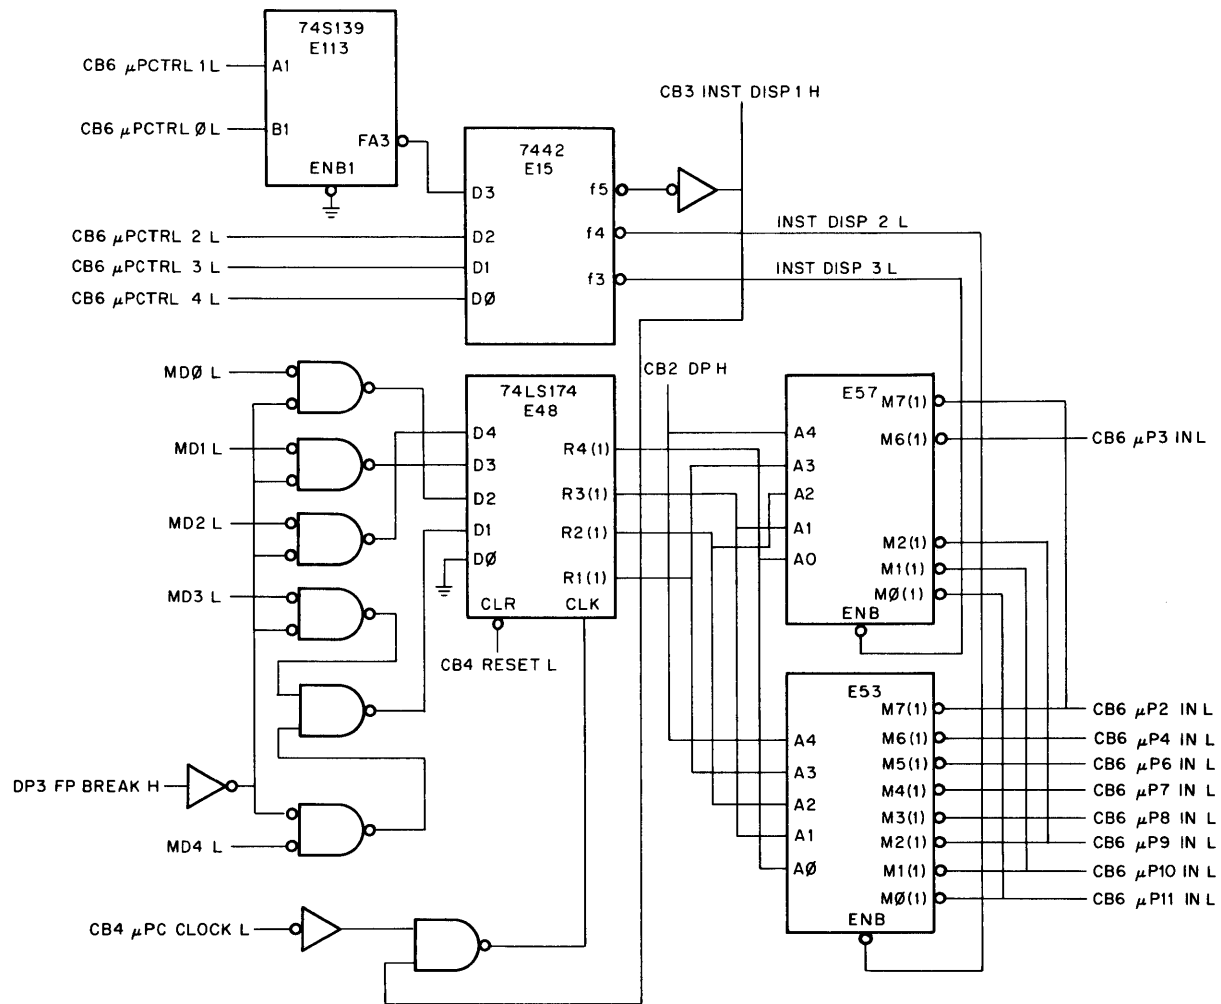 74S139
E113
CB6 µPCTRL 1 L
A1
CB6 µPCTRL Ø L
B1
FA3
ENB1
CB3 INST DISP 1 H
7442
E15
D3
f5
CB6 µPCTRL 2 L
D2
f4
INST DISP 2 L
CB6 µPCTRL 3 L
D1
f3
INST DISP 3 L
CB6 µPCTRL 4 L
DØ
MDØ L
74LS174
E48
CB2 DP H
E57
M7(1)
D4
A4
M6(1)
CB6 µP3 IN L
MD1 L
R4(1)
D3
A3
D2
R3(1)
A2
MD2 L
D1
R2(1)
A1
M2(1)
DØ
A0
M1(1)
MD3 L
R1(1)
MØ(1)
CLR
CLK
ENB
CB4 RESET L
E53
M7(1)
CB6 µP2 IN L
A4
M6(1)
CB6 µP4 IN L
M5(1)
CB6 µP6 IN L
A3
DP3 FP BREAK H
M4(1)
CB6 µP7 IN L
A2
M3(1)
CB6 µP8 IN L
A1
M2(1)
CB6 µP9 IN L
MD4 L
AØ
M1(1)
CB6 µP10 IN L
MØ(1)
CB6 µP11 IN L
ENB
CB4 µPC CLOCK L